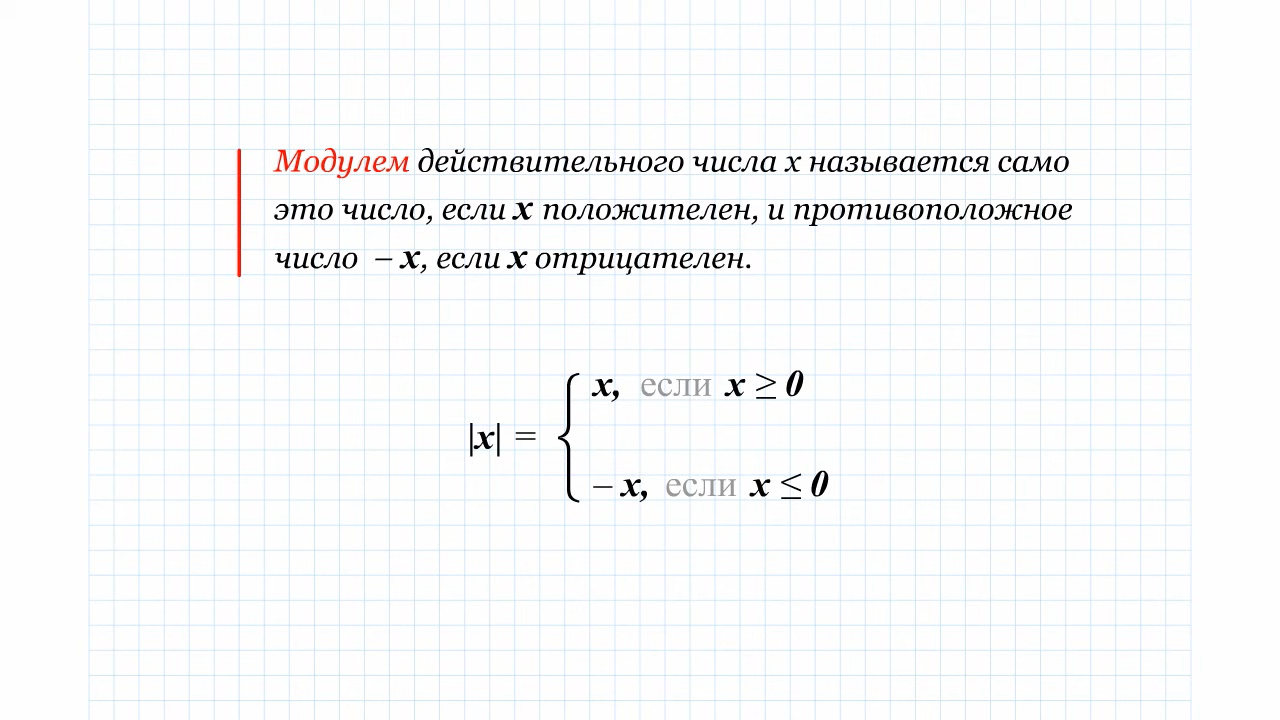 Модулем действительного числа x называется само
это число, если x положителен, и противоположное
число – x, если x отрицателен.
x, если x ≥ 0
|x| =
– x, если x ≤ 0